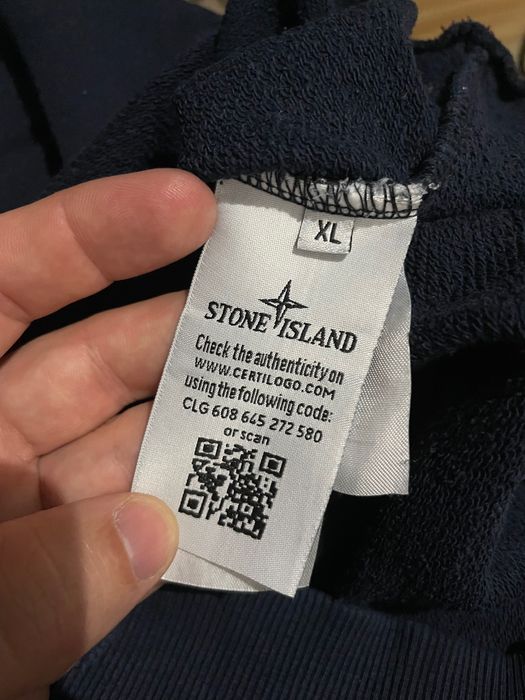 XL
STONE ISLAND
Check the authenticity on
WWW.CERTILOGO.COM
using the following code:
CLG 608 645 272 580
or scan